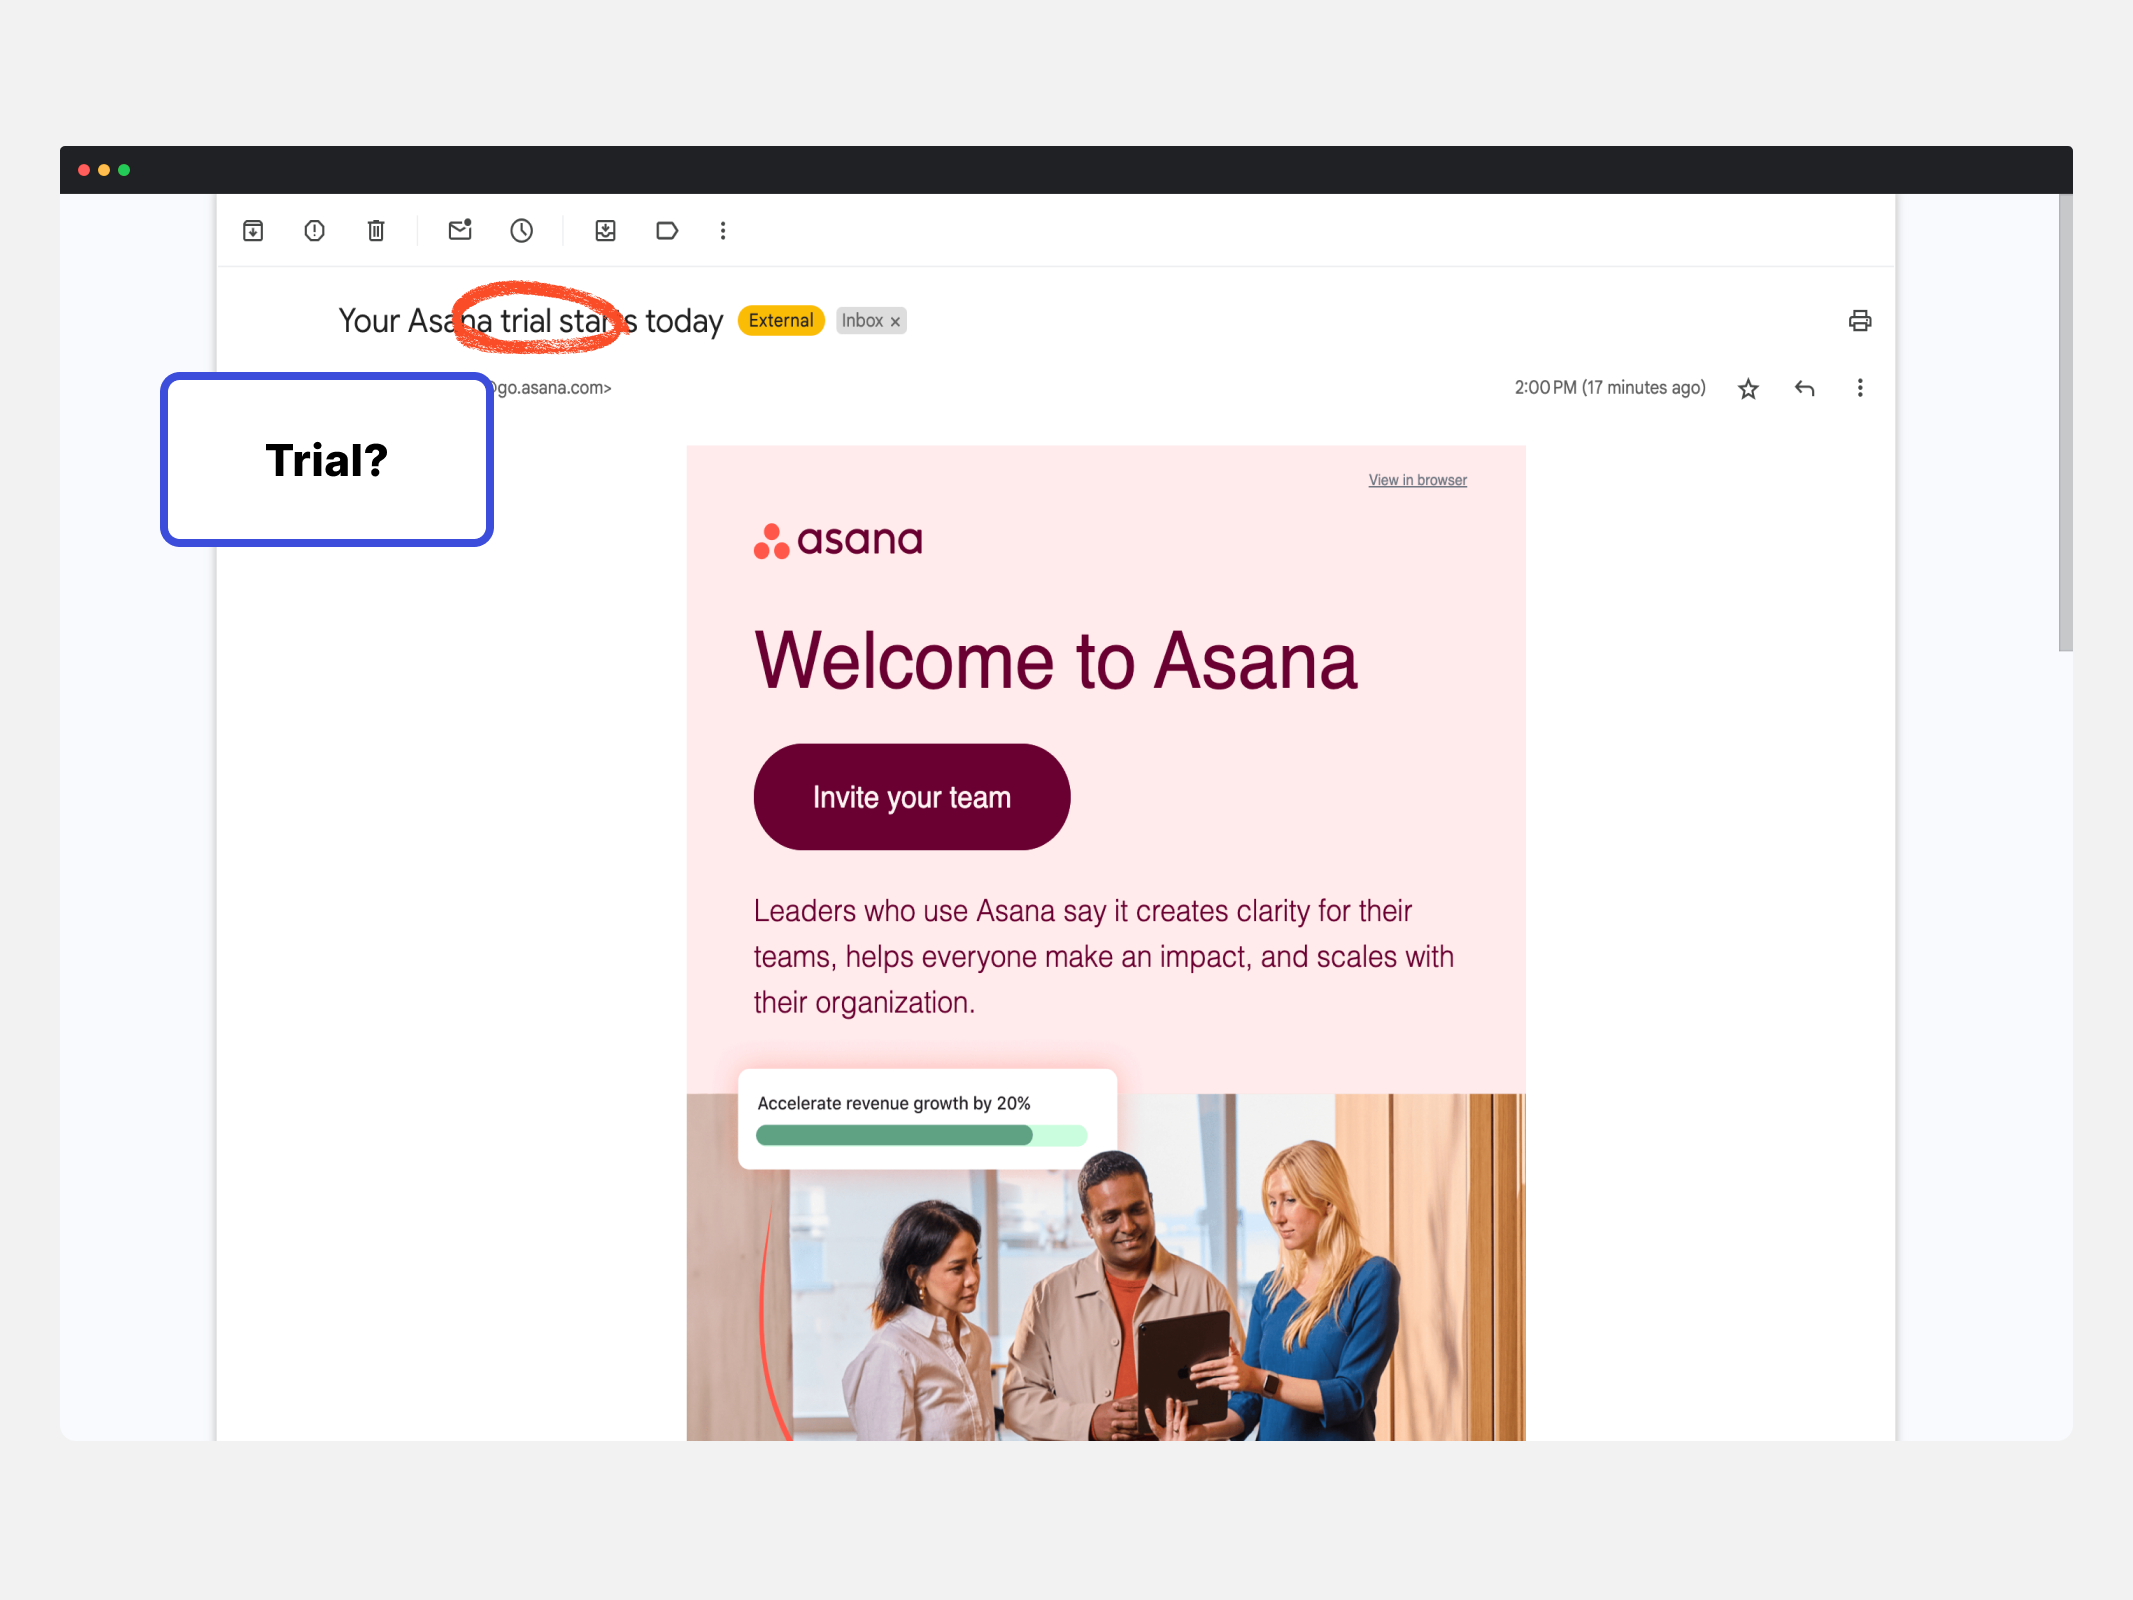 Your Asana trial starts today External Inbox x
@go.asana.com> 2:00 PM (17 minutes ago)
Trial?
View in browser
asana
Welcome to Asana
Invite your team
Leaders who use Asana say it creates clarity for their
teams, helps everyone make an impact, and scales with
their organization.
Accelerate revenue growth by 20%